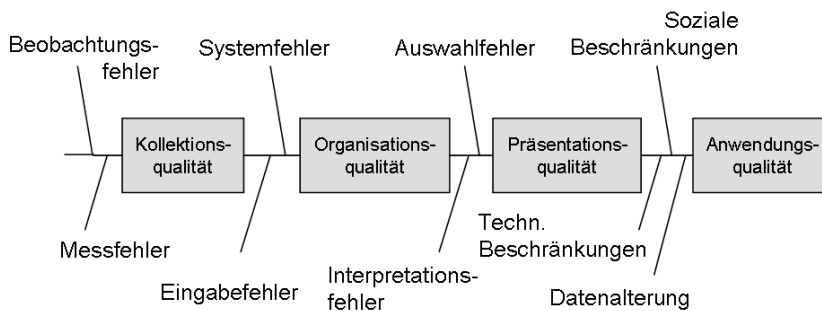 Beobachtungs-
fehler
Systemfehler
Auswahlfehler
Soziale
Beschränkungen
Kollektions-
qualität
Organisations-
qualität
Präsentations-
qualität
Anwendungs-
qualität
Messfehler
Eingabefehler
Interpretations-
fehler
Techn.
Beschränkungen
Datenalterung